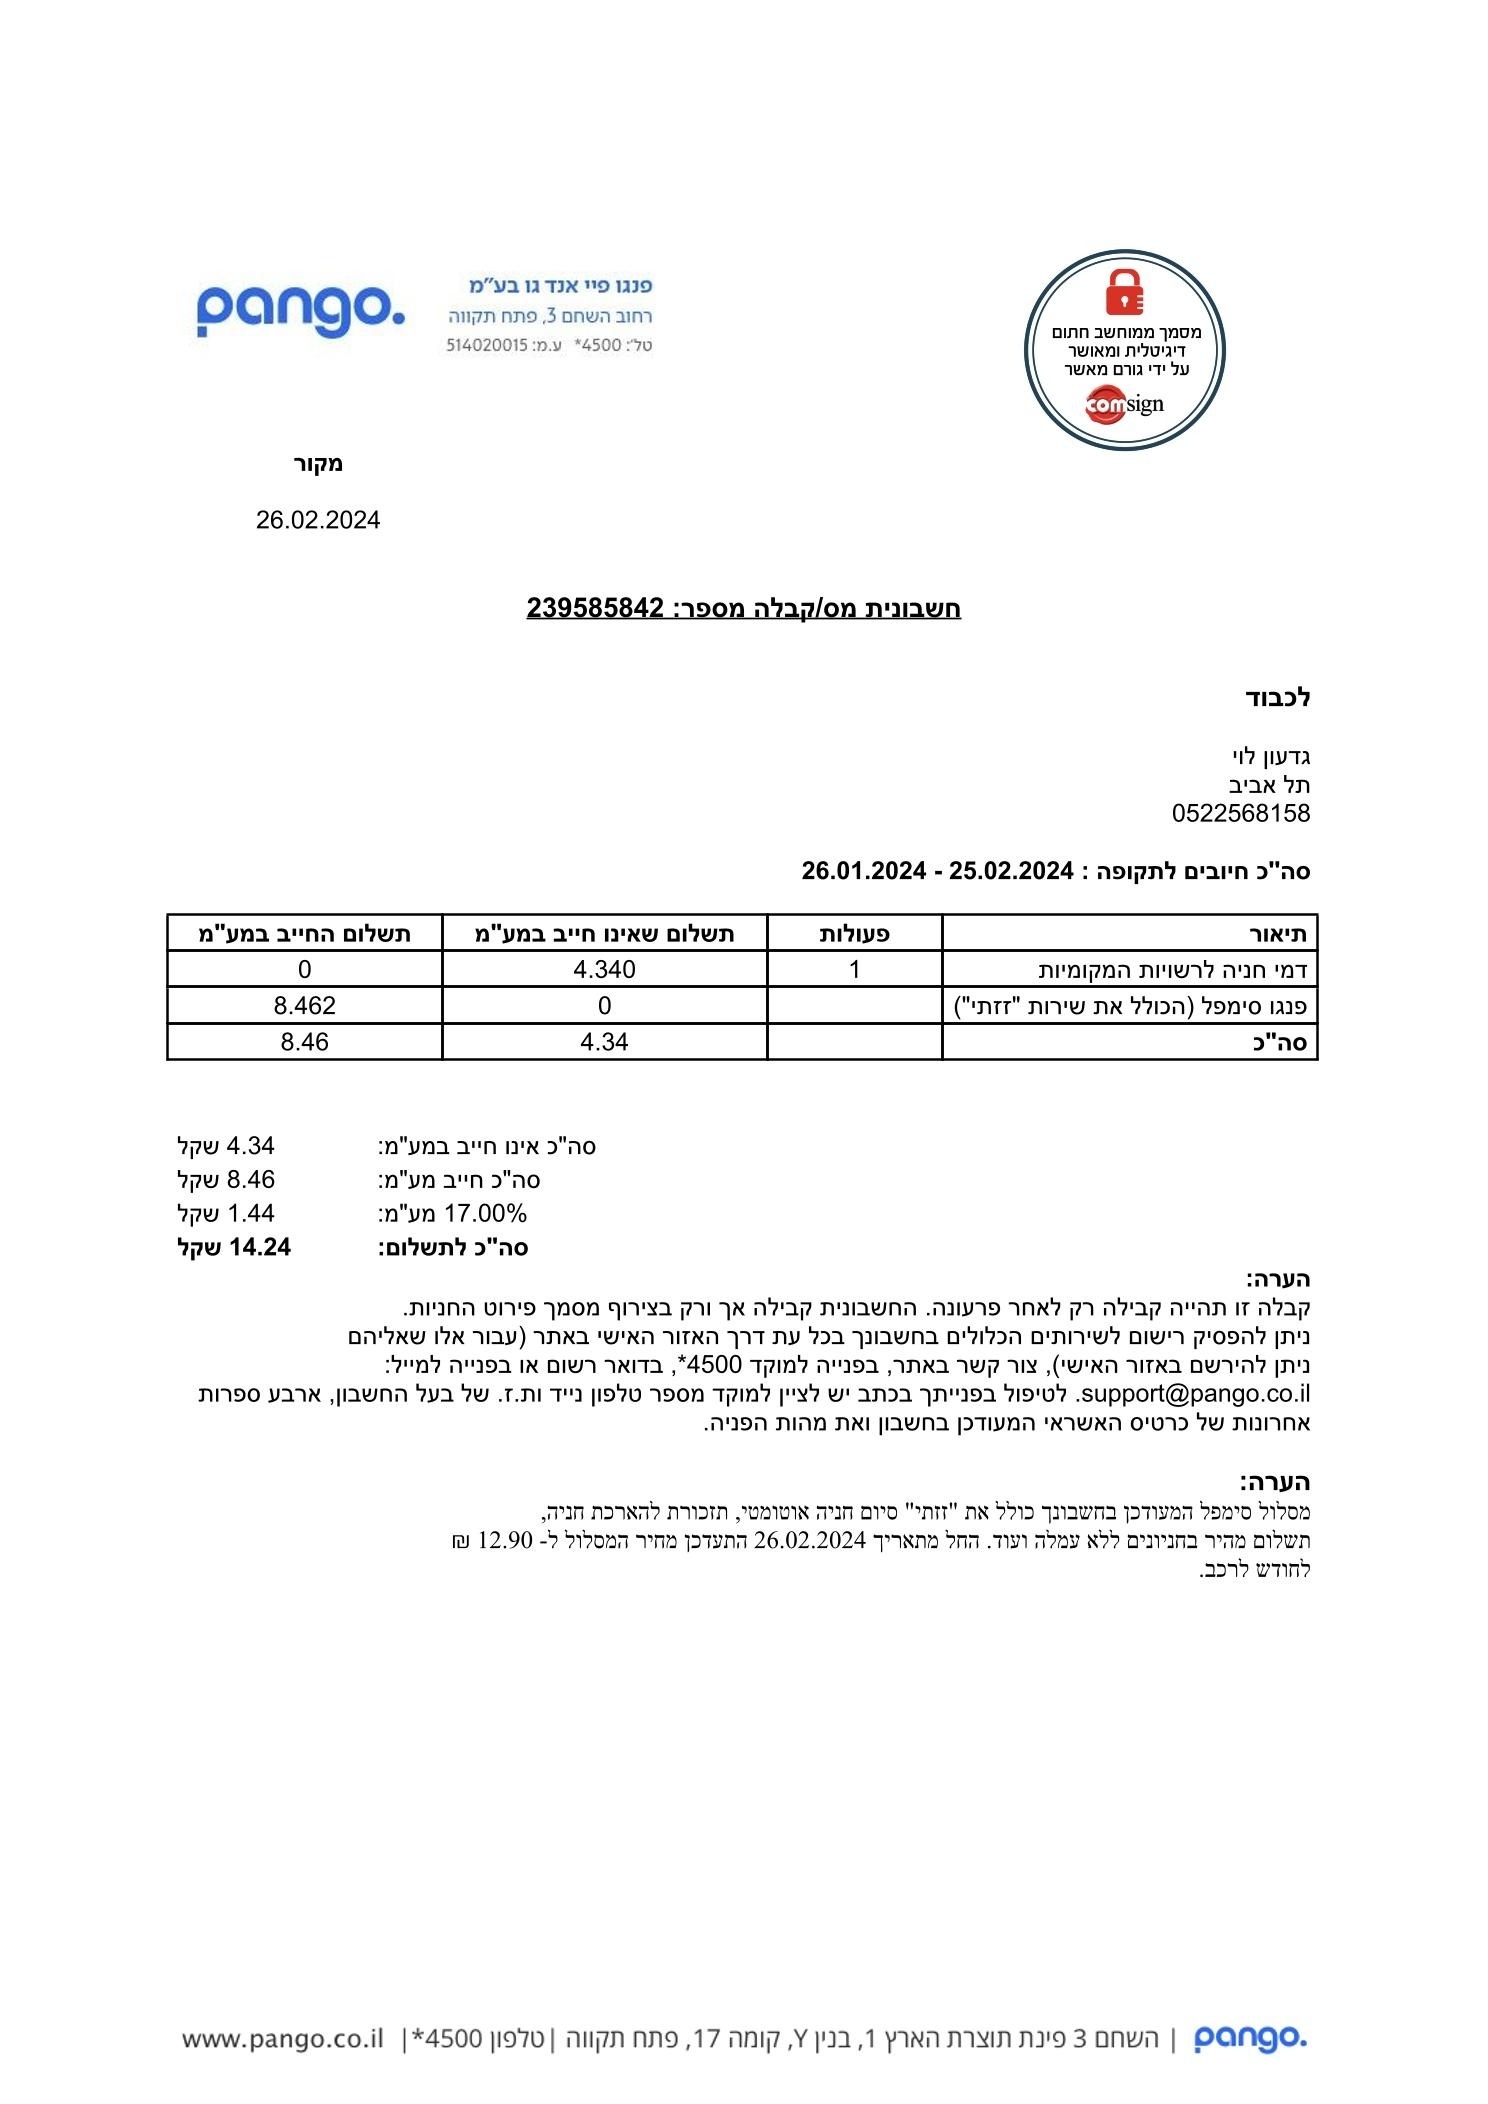 pango.
פנגו פיי אנד גו בע״מ
רחוב השחם 3, פתח תקווה
טל': 4500* ע.מ: 514020015
מסמך ממוחשב חתום
דיגיטלית ומאושר
על ידי גורם מאשר
comsign
מקור
26.02.2024
חשבונית מס/קבלה מספר: 239585842
לכבוד
גדעון לוי
תל אביב
0522568158
סה"כ חיובים לתקופה : 25.02.2024 - 26.01.2024
תיאור פעולות תשלום שאינו חייב במע"מ תשלום החייב במע"מ
דמי חניה לרשויות המקומיות 1 4.340 0
פנגו סימפל (הכולל את שירות "זזתי") 0 8.462
סה"כ 4.34 8.46
סה"כ אינו חייב במע"מ: 4.34 שקל
סה"כ חייב מע"מ: 8.46 שקל
17.00% מע"מ: 1.44 שקל
סה"כ לתשלום: 14.24 שקל
הערה:
קבלה זו תהייה קבילה רק לאחר פרעונה. החשבונית קבילה אך ורק בצירוף מסמך פירוט החניות.
ניתן להפסיק רישום לשירותים הכלולים בחשבונך בכל עת דרך האזור האישי באתר (עבור אלו שאליהם
ניתן להירשם באזור האישי), צור קשר באתר, בפנייה למוקד 4500*, בדואר רשום או בפנייה למייל:
support@pango.co.il. לטיפול בפנייתך בכתב יש לציין למוקד מספר טלפון נייד ות.ז. של בעל החשבון, ארבע ספרות
אחרונות של כרטיס האשראי המעודכן בחשבון ואת מהות הפניה.
הערה:
מסלול סימפל המעודכן בחשבונך כולל את "זזתי" סיום חניה אוטומטי, תזכורת להארכת חניה,
תשלום מהיר בחניונים ללא עמלה ועוד. החל מתאריך 26.02.2024 התעדכן מחיר המסלול ל- 12.90 ₪
לחודש לרכב.
pango. | השחם 3 פינת תוצרת הארץ 1, בנין Y, קומה 17, פתח תקווה |טלפון 4500*| www.pango.co.il